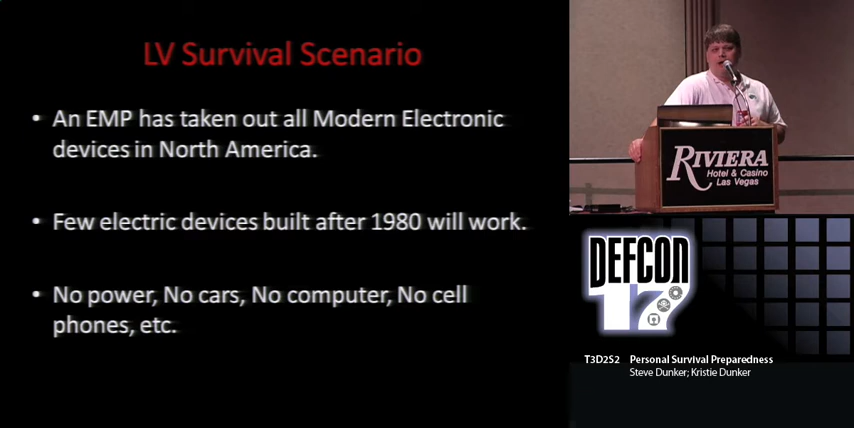 LV Survival Scenario
• An EMP has taken out all Modern Electronic
devices in North America.
• Few electric devices built after 1980 will work.
• No power, No cars, No computer, No cell
phones, etc.
RIVIERA
Hotel & Casino
Las Vegas
DEFCON
17
T3D2S2 Personal Survival Preparedness
Steve Dunker; Kristie Dunker